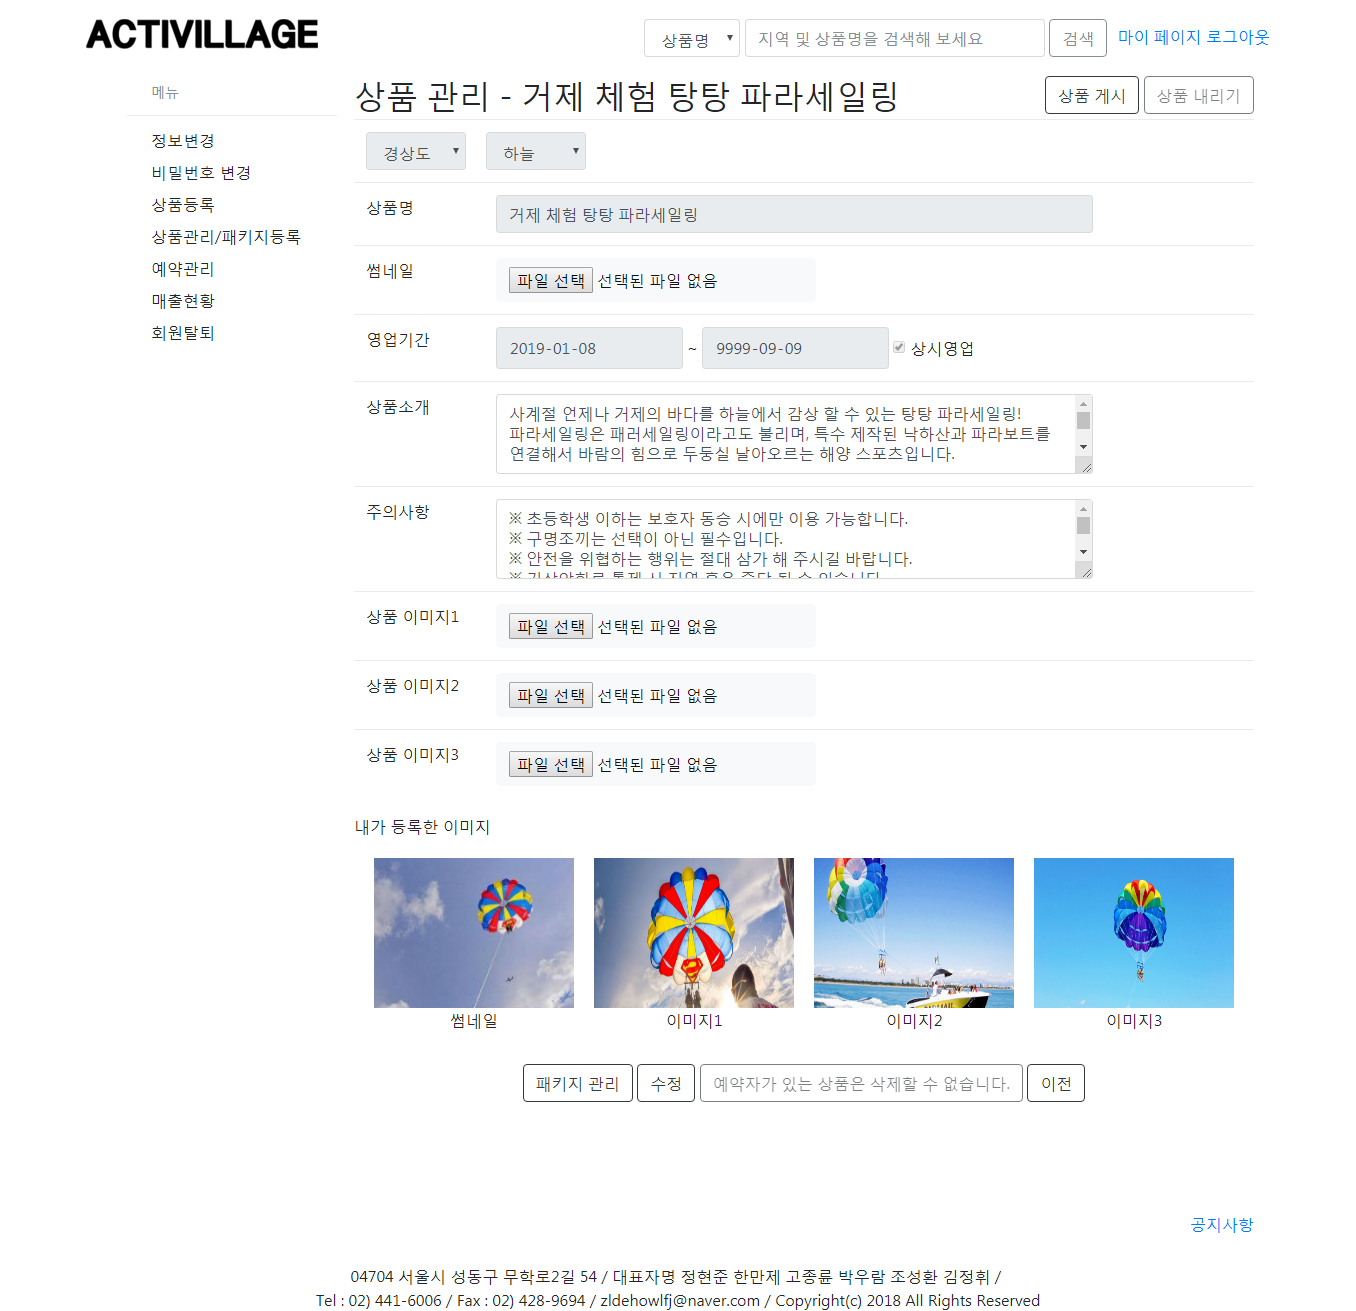 ACTIVILLAGE
상품명 지역 및 상품명을 검색해 보세요 검색 마이 페이지 로그아웃
메뉴
정보변경
비밀번호 변경
상품등록
상품관리/패키지등록
예약관리
매출현황
회원탈퇴
상품 관리 - 거제 체험 탕탕 파라세일링 상품 게시 상품 내리기
경상도 하늘
상품명 거제 체험 탕탕 파라세일링
썸네일 파일 선택 선택된 파일 없음
영업기간 2019-01-08 ~ 9999-09-09 상시영업
상품소개 사계절 언제나 거제의 바다를 하늘에서 감상 할 수 있는 탕탕 파라세일링!
파라세일링은 패러세일링이라고도 불리며, 특수 제작된 낙하산과 파라보트를
연결해서 바람의 힘으로 두둥실 날아오르는 해양 스포츠입니다.
주의사항 ※ 초등학생 이하는 보호자 동승 시에만 이용 가능합니다.
※ 구명조끼는 선택이 아닌 필수입니다.
※ 안전을 위협하는 행위는 절대 삼가 해 주시길 바랍니다.
상품 이미지1 파일 선택 선택된 파일 없음
상품 이미지2 파일 선택 선택된 파일 없음
상품 이미지3 파일 선택 선택된 파일 없음
내가 등록한 이미지
썸네일 이미지1 이미지2 이미지3
패키지 관리 수정 예약자가 있는 상품은 삭제할 수 없습니다. 이전
공지사항
04704 서울시 성동구 무학로2길 54 / 대표자명 정현준 한만제 고종륜 박우람 조성환 김정휘 /
Tel : 02) 441-6006 / Fax : 02) 428-9694 / zldehowlfj@naver.com / Copyright(c) 2018 All Rights Reserved